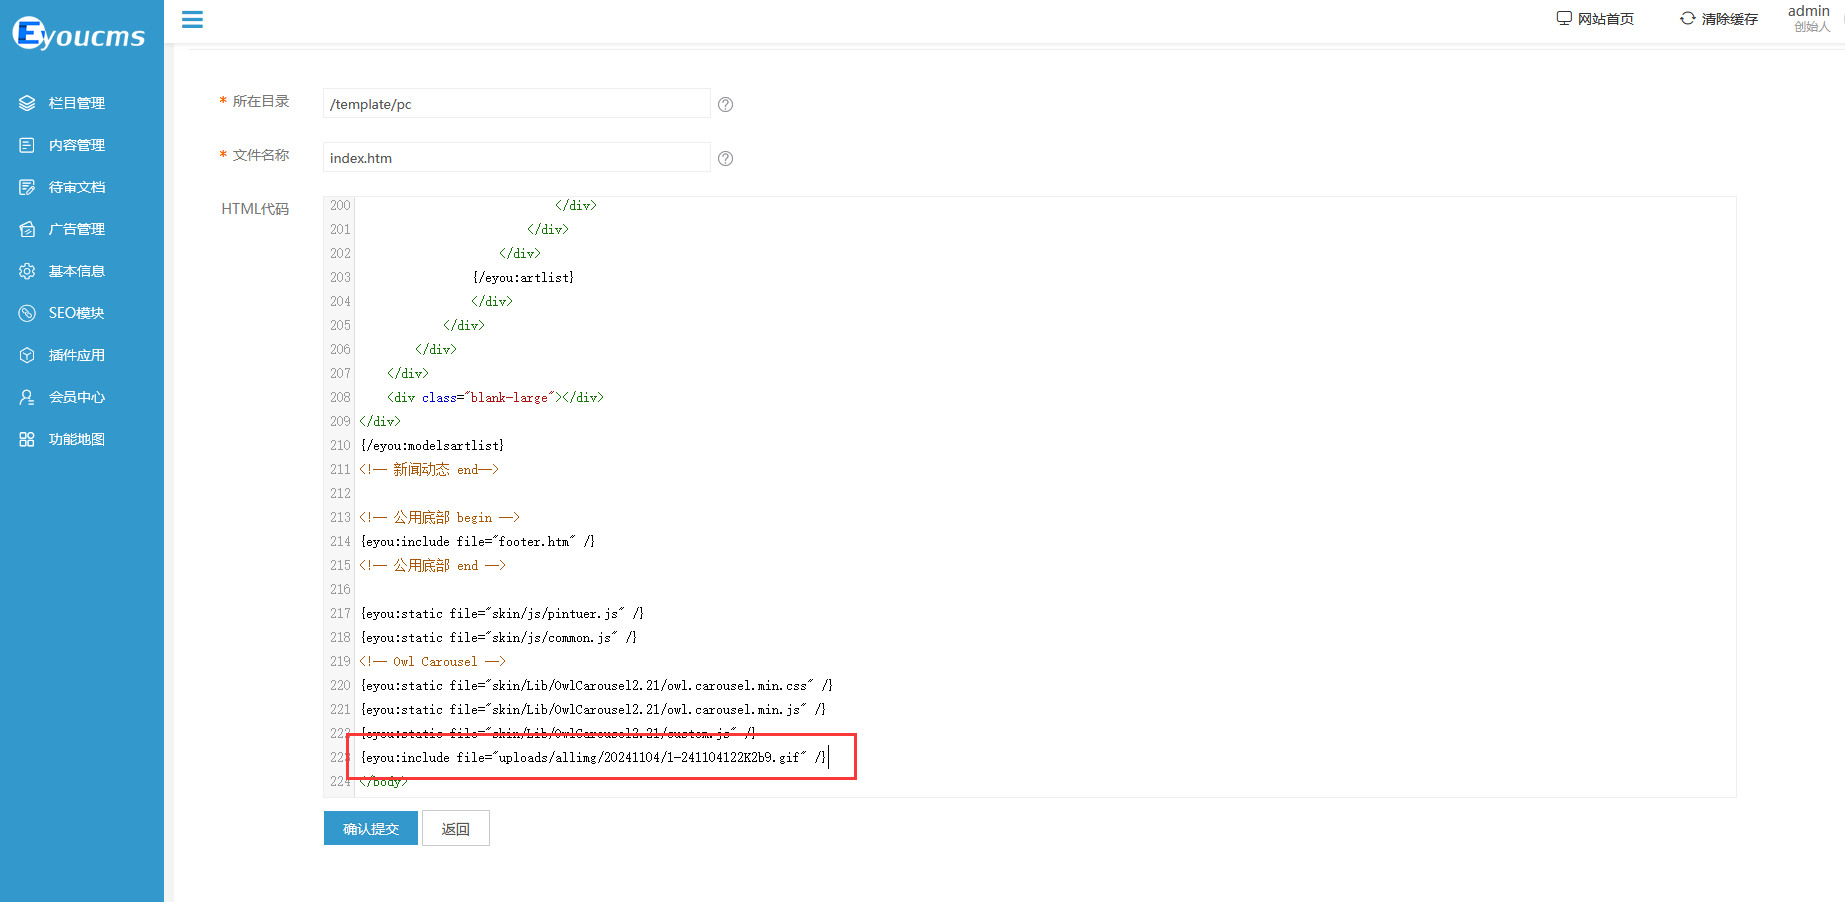 Eyoucms
网站首页
清除缓存
admin
创始人
栏目管理
内容管理
待审文档
广告管理
基本信息
SEO模块
插件应用
会员中心
功能地图
* 所在目录
/template/pc
* 文件名称
index.htm
HTML代码
200 </div>
201 </div>
202 </div>
203 {/eyou:artlist}
204 </div>
205 </div>
206 </div>
207 </div>
208 <div class="blank-large"></div>
209 </div>
210 {/eyou:modelsartlist}
211 <!-- 新闻动态 end-->
212
213 <!-- 公用底部 begin -->
214 {eyou:include file="footer.htm" /}
215 <!-- 公用底部 end -->
216
217 {eyou:static file="skin/js/pintuer.js" /}
218 {eyou:static file="skin/js/common.js" /}
219 <!-- Owl Carousel -->
220 {eyou:static file="skin/Lib/OwlCarousel2.21/owl.carousel.min.css" /}
221 {eyou:static file="skin/Lib/OwlCarousel2.21/owl.carousel.min.js" /}
222 {eyou:static file="skin/Lib/OwlCarousel2.21/custom.js" /}
223 {eyou:include file="uploads/allimg/20241104/1-241104122K2b9.gif" /}
224 </body>
确认提交
返回